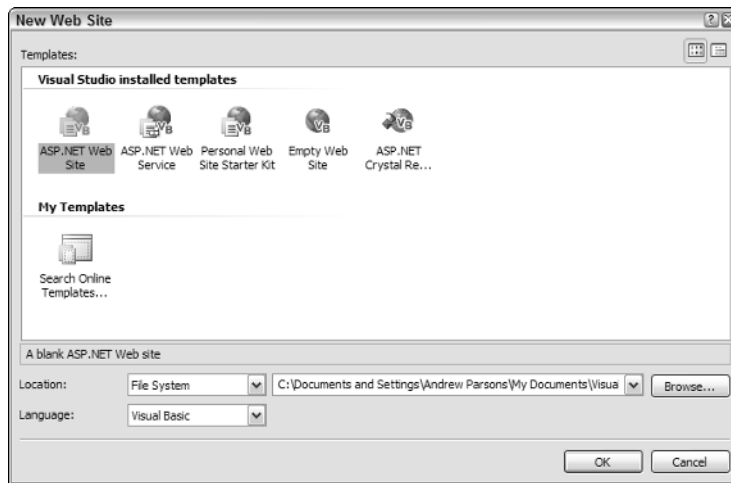 New Web Site
Templates:
Visual Studio installed templates
ASP.NET Web Site
ASP.NET Web Service
Personal Web Site Starter Kit
Empty Web Site
ASP.NET Crystal Re...
My Templates
Search Online Templates...
A blank ASP.NET Web site
Location: File System C:\Documents and Settings\Andrew Parsons\My Documents\Visua Browse...
Language: Visual Basic
OK Cancel